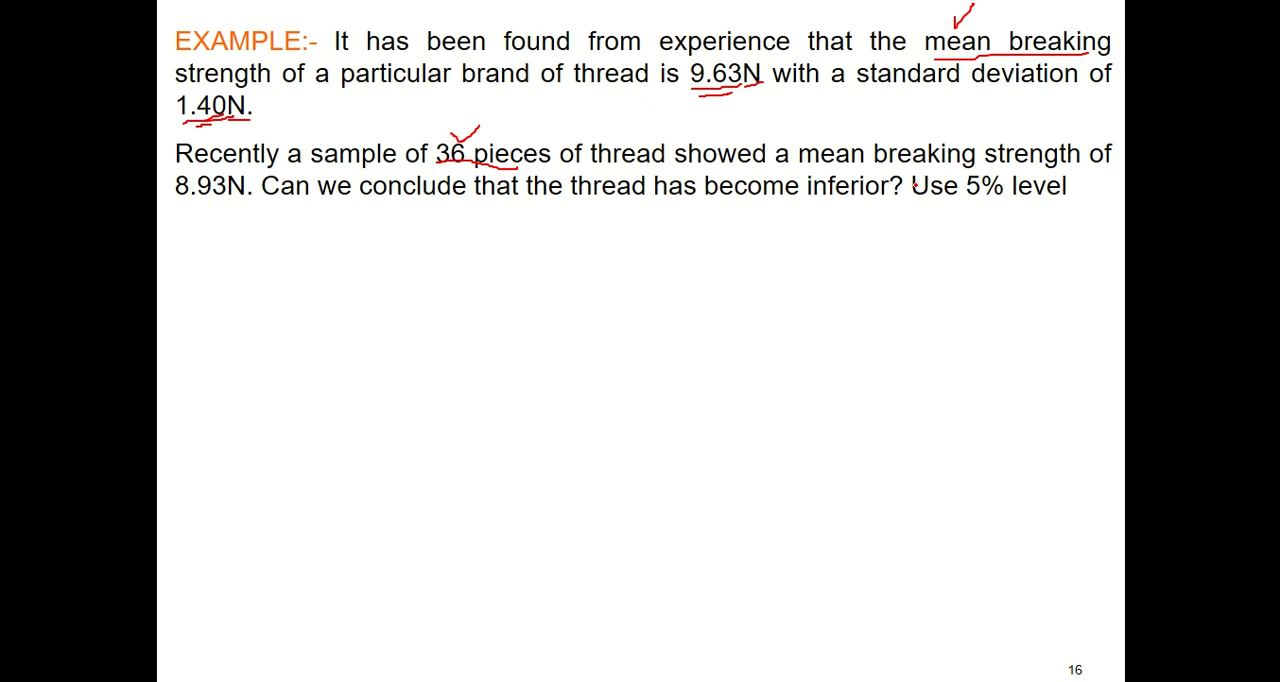 EXAMPLE:- It has been found from experience that the mean breaking
strength of a particular brand of thread is 9.63N with a standard deviation of
1.40N.
Recently a sample of 36 pieces of thread showed a mean breaking strength of
8.93N. Can we conclude that the thread has become inferior? Use 5% level
16